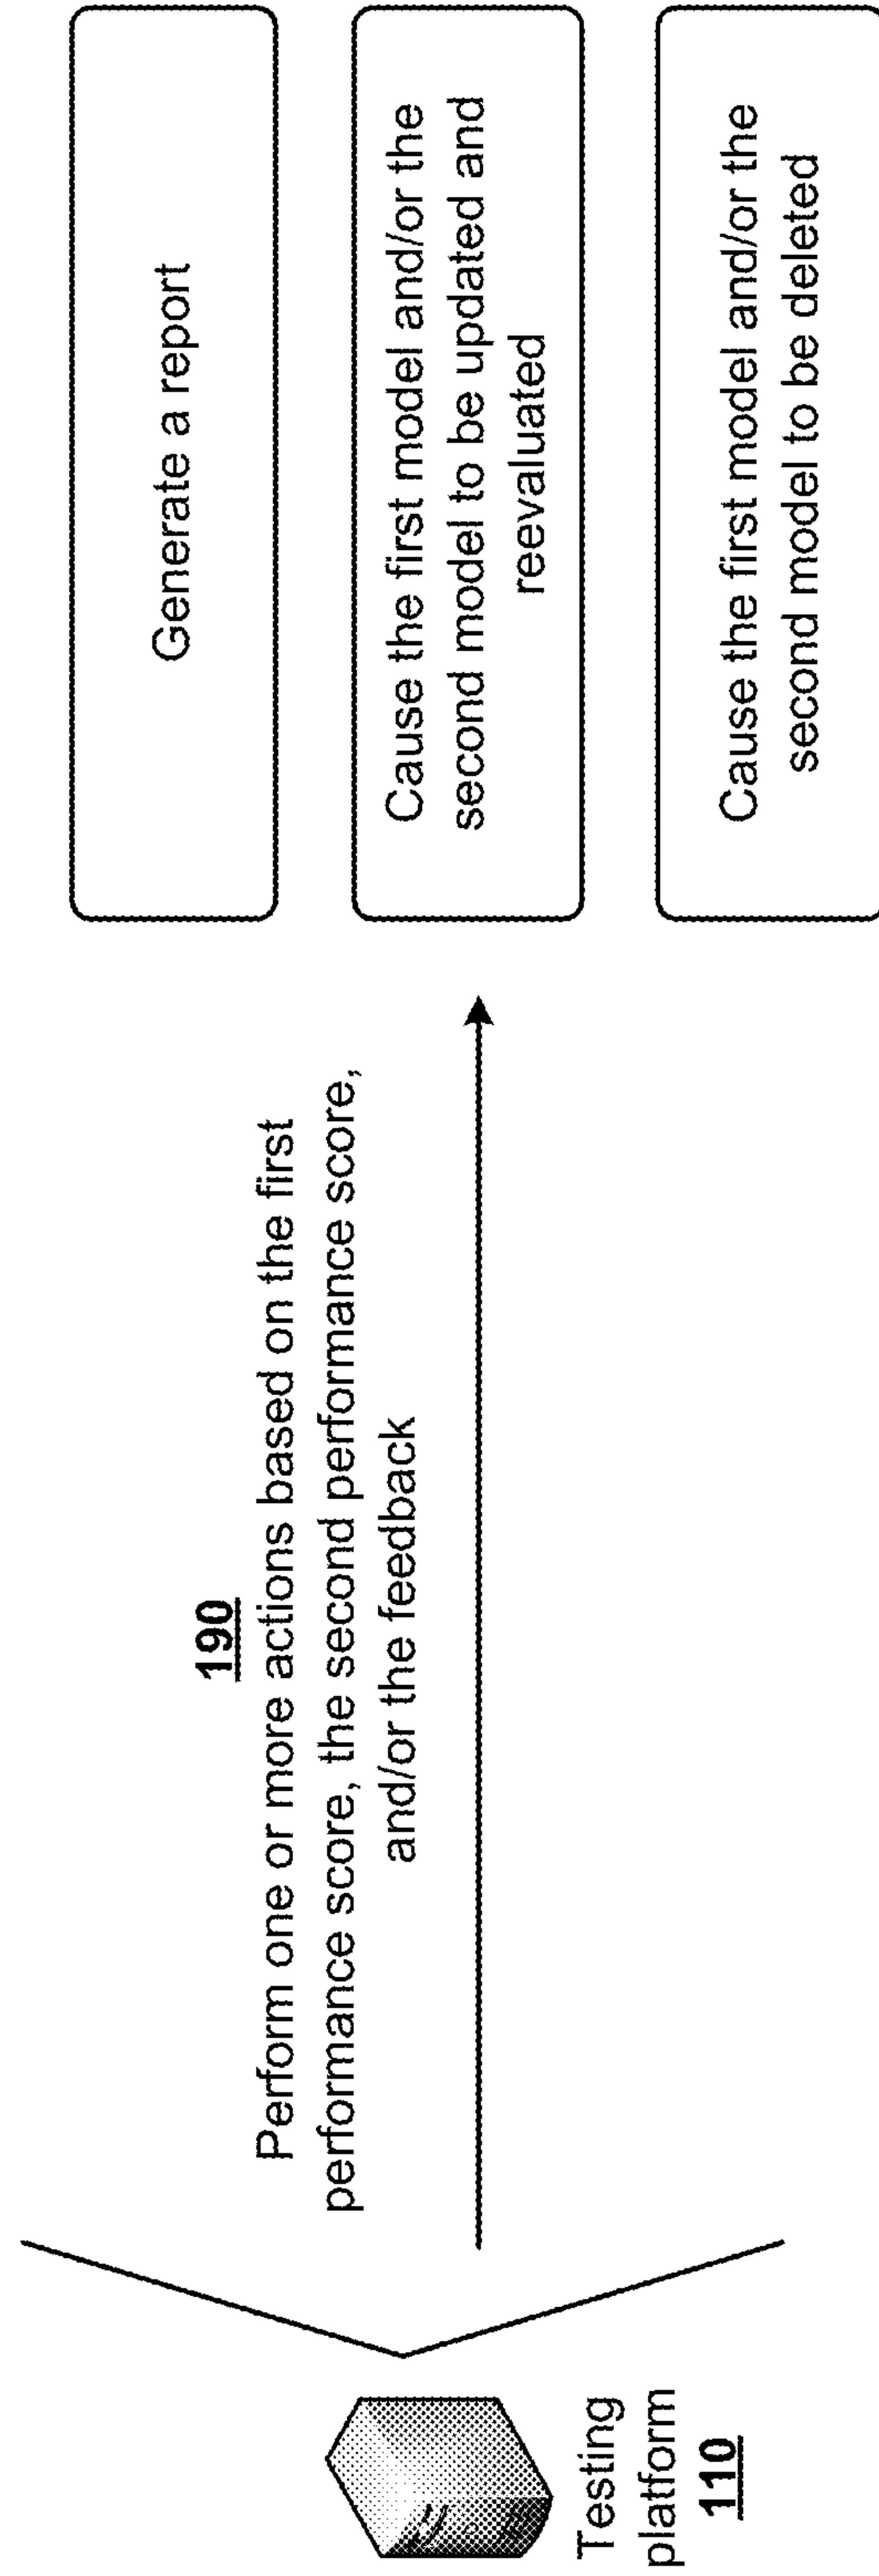 Testing
platform
110
190
Perform one or more actions based on the first
performance score, the second performance score,
and/or the feedback
Generate a report
Cause the first model and/or the
second model to be updated and
reevaluated
Cause the first model and/or the
second model to be deleted